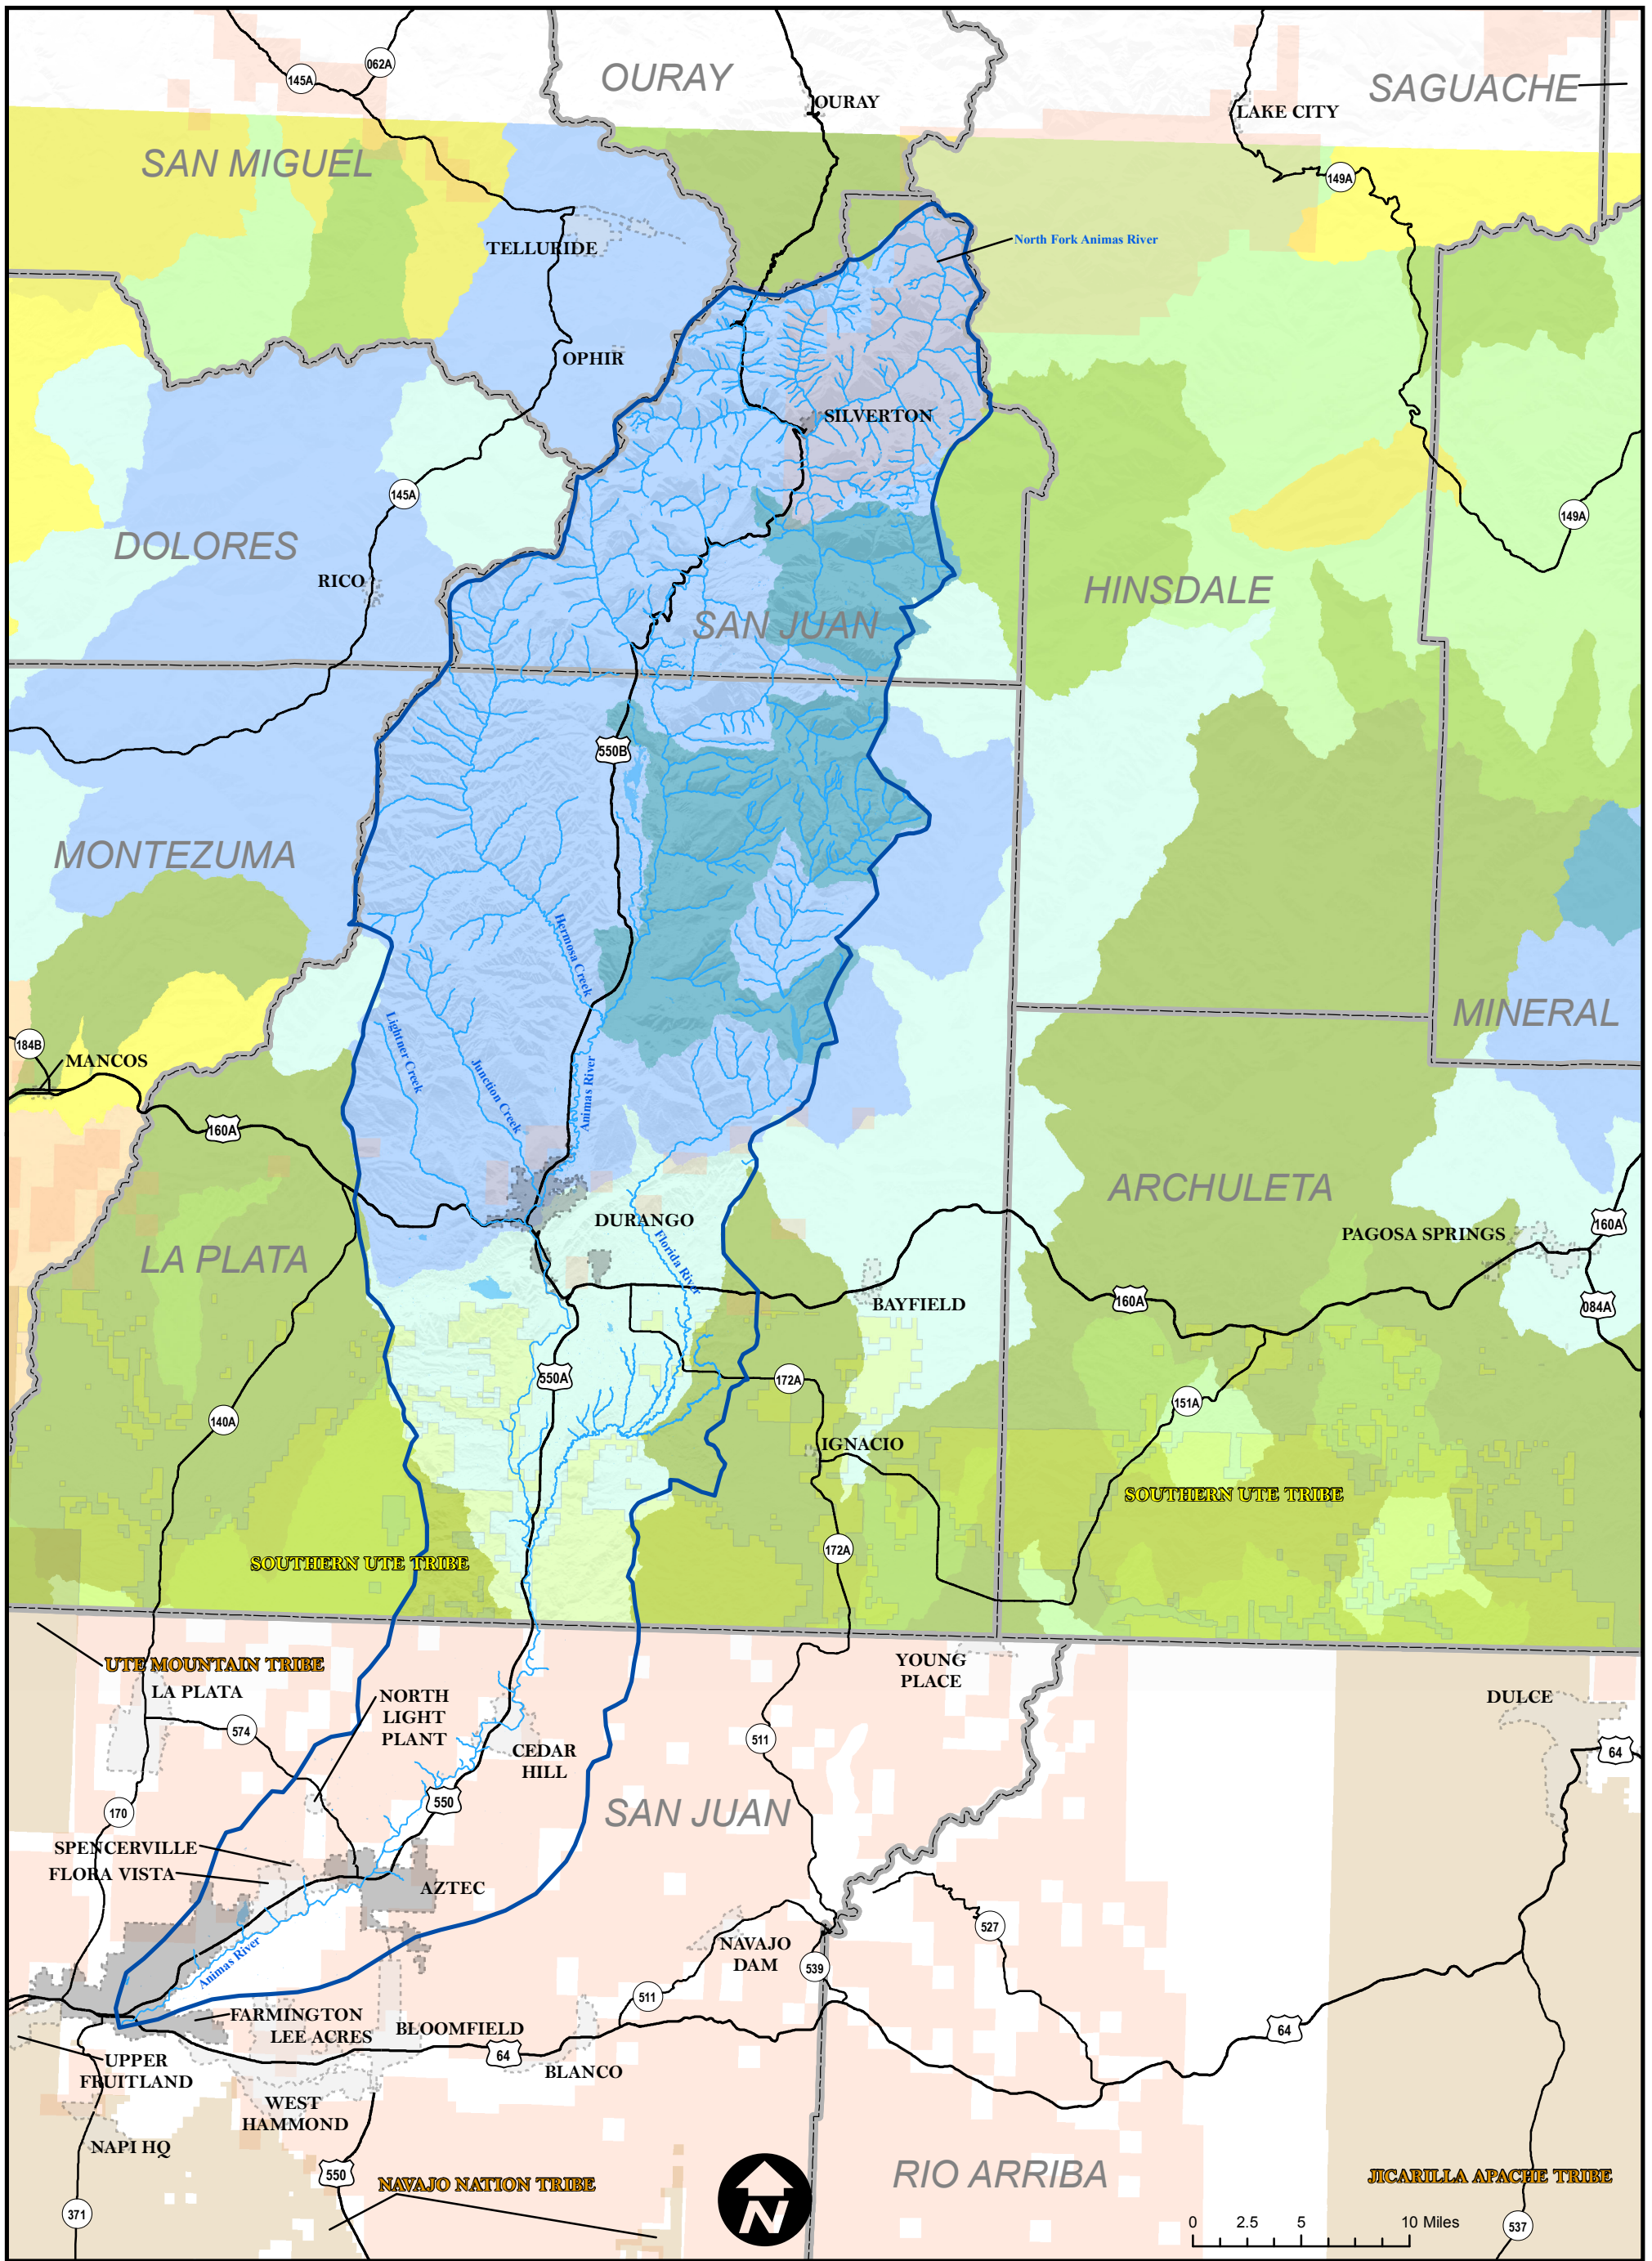 OURAY
SAGUACHE
062A
145A
OURAY
LAKE CITY
SAN MIGUEL
149A
TELLURIDE
North Fork Animas River
OPHIR
SILVERTON
145A
149A
DOLORES
RICO
HINSDALE
SAN JUAN
550B
MONTEZUMA
Hermosa Creek
MINERAL
Lightner Creek
Junction Creek
Animas River
184B
MANCOS
160A
ARCHULETA
DURANGO
160A
PAGOSA SPRINGS
LA PLATA
Florida River
BAYFIELD
160A
084A
550A
172A
151A
140A
IGNACIO
SOUTHERN UTE TRIBE
172A
SOUTHERN UTE TRIBE
UTE MOUNTAIN TRIBE
YOUNG
PLACE
LA PLATA
NORTH
LIGHT
PLANT
DULCE
574
511
CEDAR
HILL
64
550
170
SAN JUAN
SPENCERVILLE
FLORA VISTA
AZTEC
527
NAVAJO
DAM
Animas River
539
511
FARMINGTON
LEE ACRES
BLOOMFIELD
64
64
UPPER
FRUITLAND
BLANCO
WEST
HAMMOND
NAPI HQ
550
NAVAJO NATION TRIBE
RIO ARRIBA
JICARILLA APACHE TRIBE
371
N
0 2.5 5 10 Miles
537